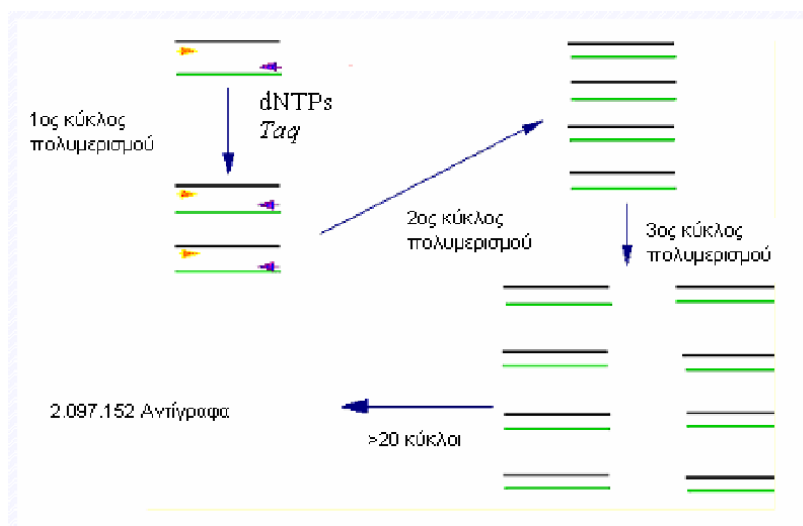 dNTPs
Taq
1ος κύκλος
πολυμερισμού
2ος κύκλος
πολυμερισμού
3ος κύκλος
πολυμερισμού
2.097.152 Αντίγραφα
>20 κύκλοι